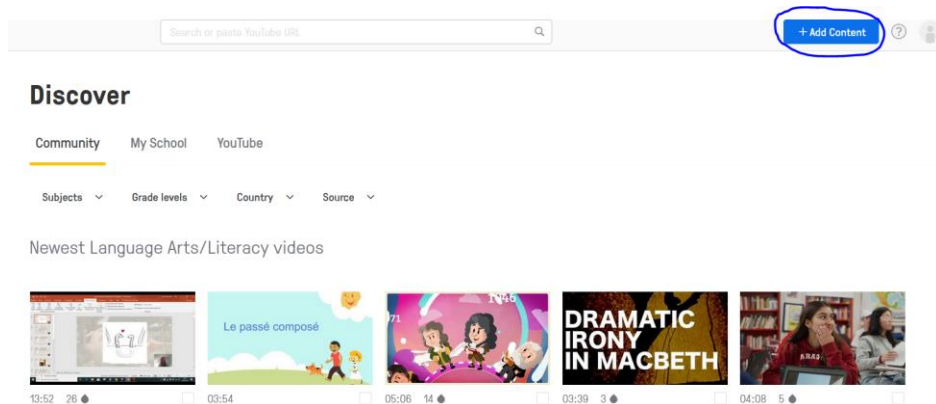 Search or paste YouTube URL
+ Add Content
?
Discover
Community My School YouTube
Subjects Grade levels Country Source
Newest Language Arts/Literacy videos
Le passé composé
1046
71
DRAMATIC
IRONY
IN MACBETH
13:52 26 03:54 05:06 14 03:39 3 04:08 5